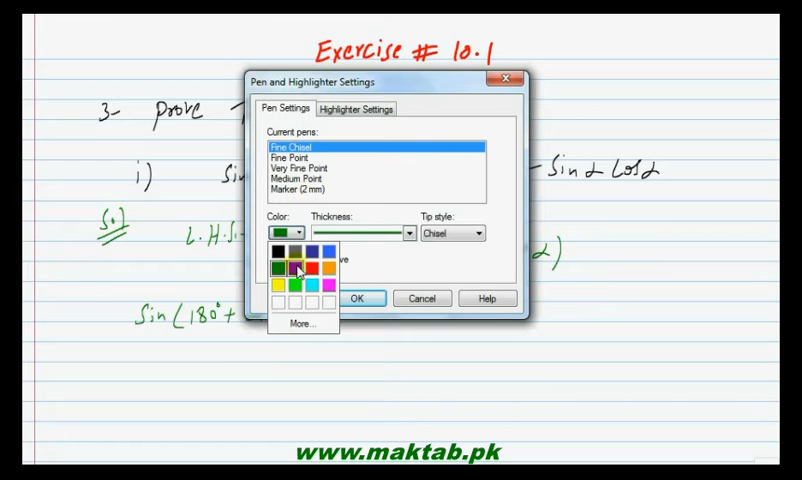 Exercise # 10.1
Pen and Highlighter Settings
3- Prove
Pen Settings Highlighter Settings
Current pens:
Fine Chisel
Fine Point
Very Fine Point
Medium Point
Marker (2 mm)
i) Sin - Sin α Cos α
Sol
Color: Thickness: Tip style:
L.H.S Chisel α)
OK Cancel Help
Sin (180° +
More...
www.maktab.pk